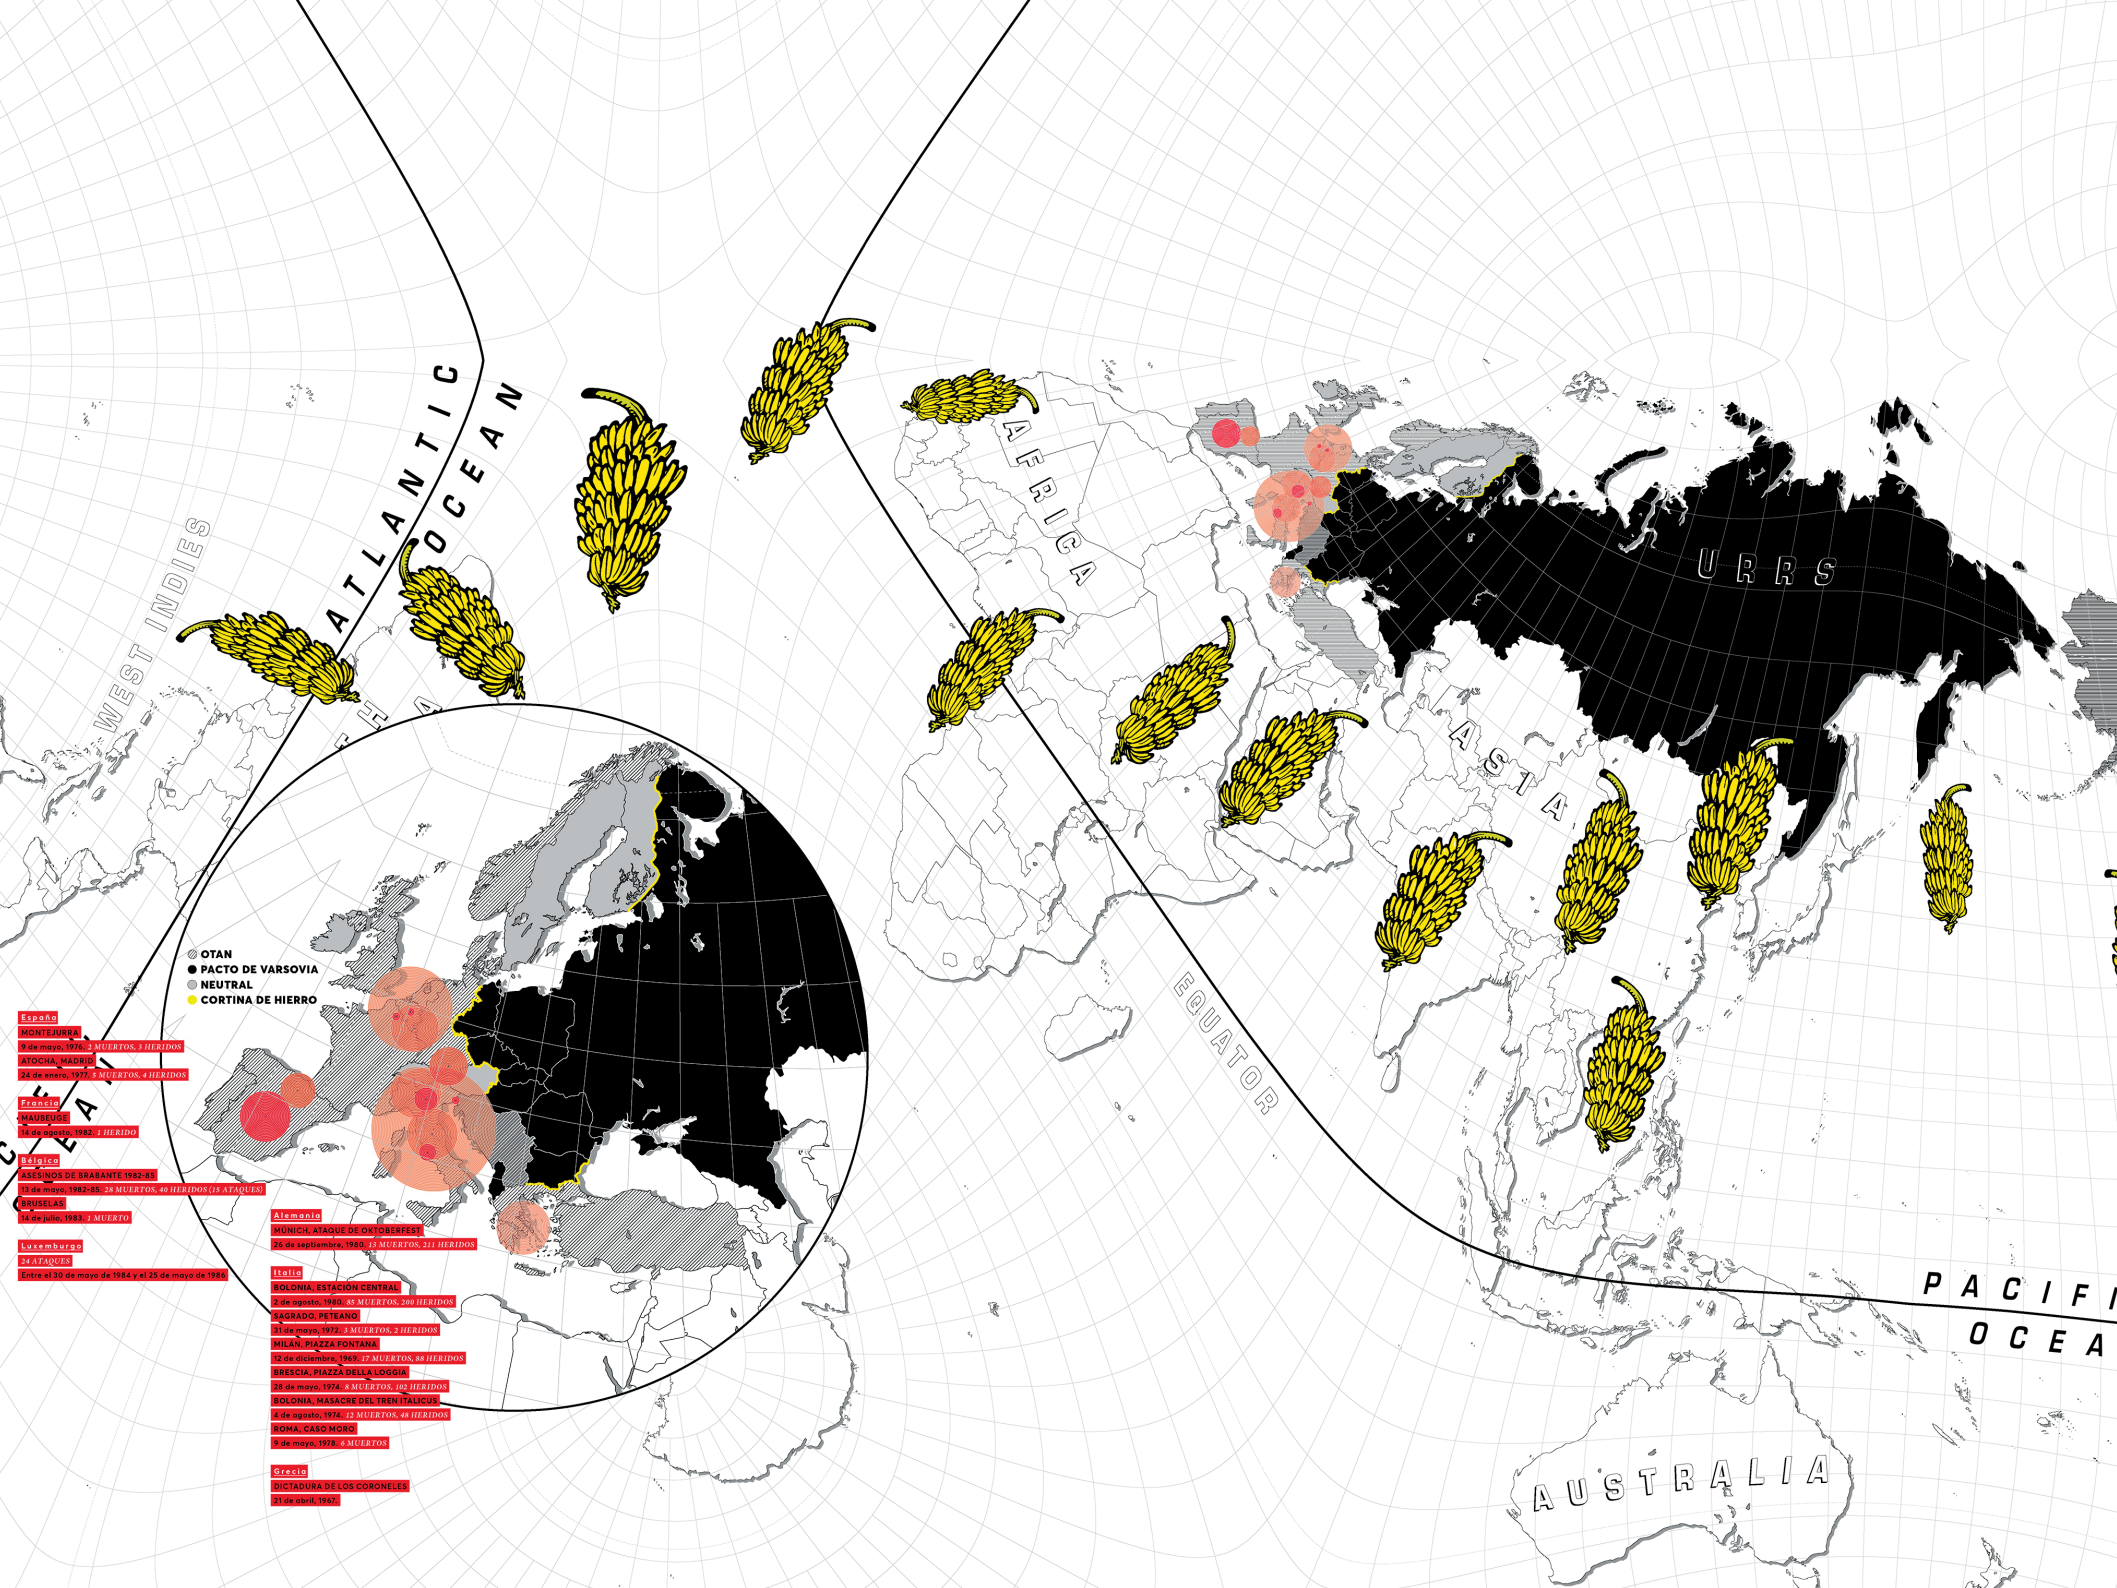 ATLANTIC
OCEAN
WEST INDIES
AFRICA
URRS
ASIA
EQUATOR
PACIFI
OCEA
AUSTRALIA
OTAN
PACTO DE VARSOVIA
NEUTRAL
CORTINA DE HIERRO
España
MONTEJURRA
9 de mayo, 1976. 2 MUERTOS, 3 HERIDOS
ATOCHA, MADRID
24 de enero, 1977. 5 MUERTOS, 4 HERIDOS
Francia
MAUBEUGE
14 de agosto, 1982. 1 HERIDO
Bélgica
ASESINOS DE BRABANTE 1982-85
13 de mayo, 1982-85. 28 MUERTOS, 40 HERIDOS (15 ATAQUES)
BRUSELAS
14 de julio, 1983. 1 MUERTO
Luxemburgo
24 ATAQUES
Entre el 30 de mayo de 1984 y el 25 de mayo de 1986
Alemania
MÚNICH, ATAQUE DE OKTOBERFEST
26 de septiembre, 1980. 13 MUERTOS, 211 HERIDOS
Italia
BOLONIA, ESTACIÓN CENTRAL
2 de agosto, 1980. 85 MUERTOS, 200 HERIDOS
SAGRADO, PETEANO
31 de mayo, 1972. 3 MUERTOS, 2 HERIDOS
MILÁN, PIAZZA FONTANA
12 de diciembre, 1969. 17 MUERTOS, 88 HERIDOS
BRESCIA, PIAZZA DELLA LOGGIA
28 de mayo, 1974. 8 MUERTOS, 102 HERIDOS
BOLONIA, MASACRE DEL TREN ITALICUS
4 de agosto, 1974. 12 MUERTOS, 48 HERIDOS
ROMA, CASO MORO
9 de mayo, 1978. 6 MUERTOS
Grecia
DICTADURA DE LOS CORONELES
21 de abril, 1967.